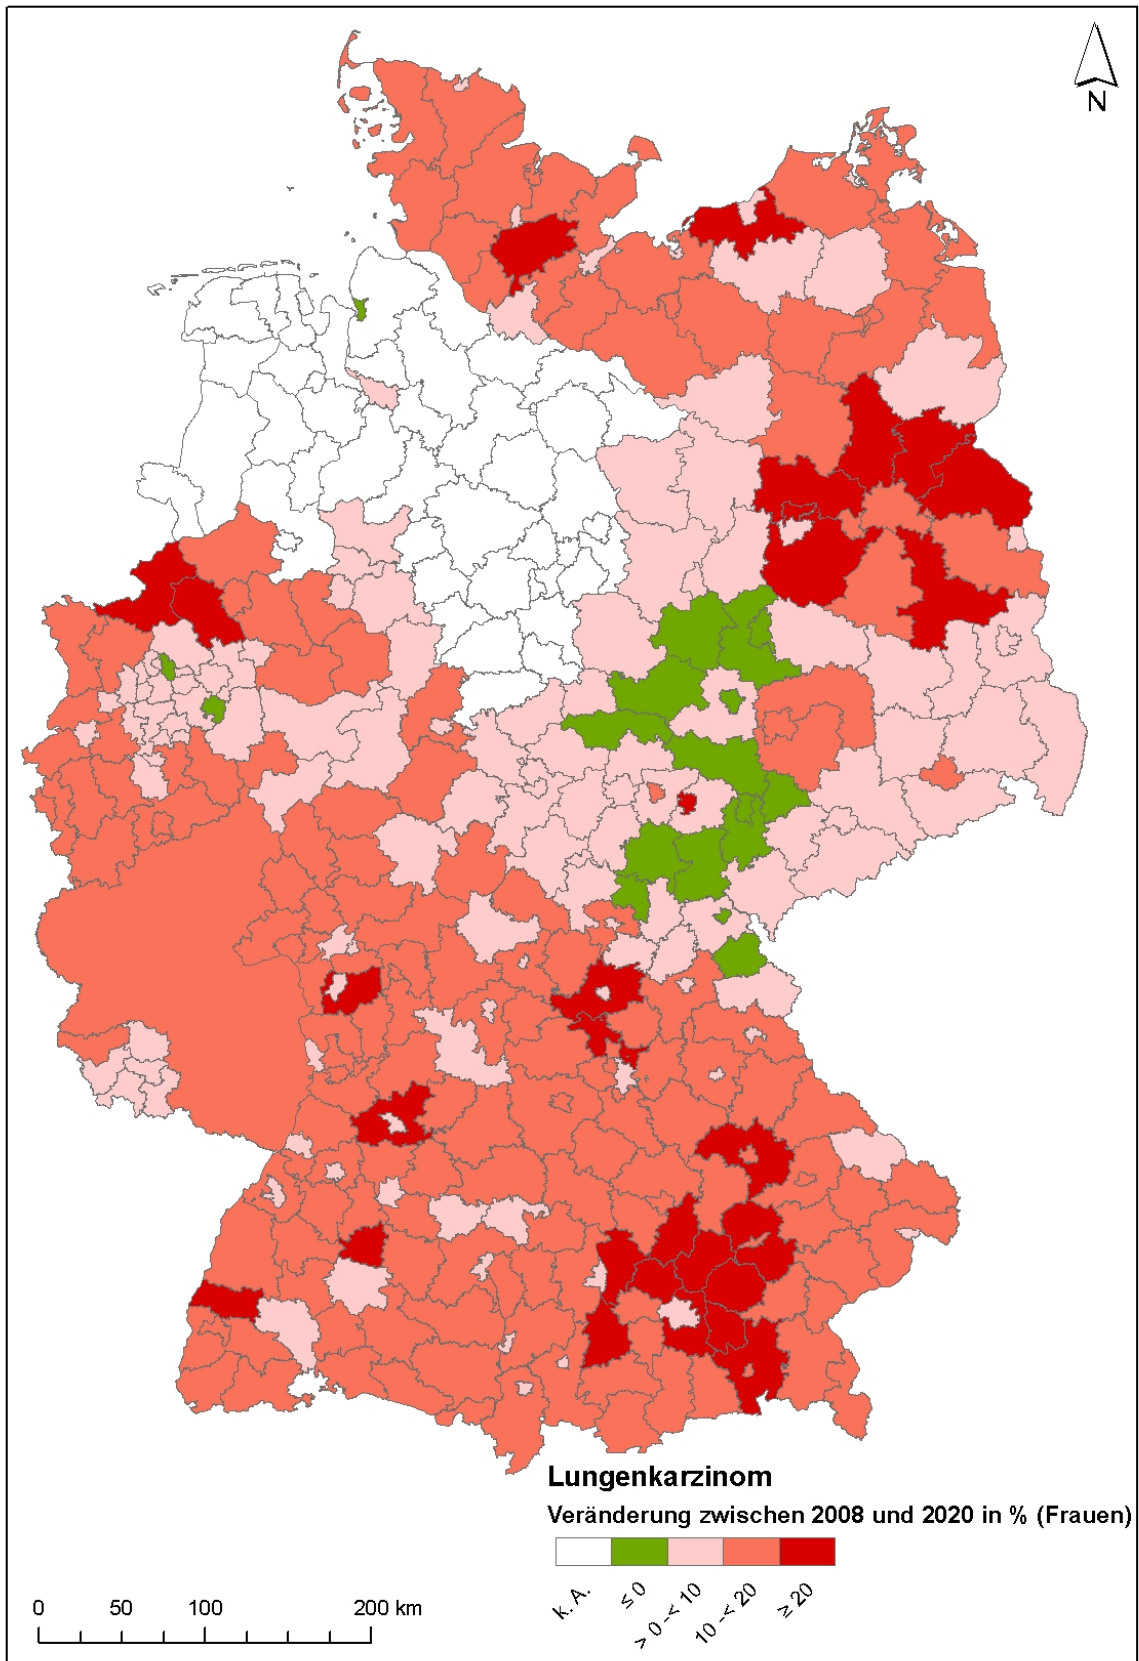 N
Lungenkarzinom
Veränderung zwischen 2008 und 2020 in % (Frauen)
k. A.
≤ 0
> 0 -< 10
10 -< 20
≥ 20
0 50 100 200 km